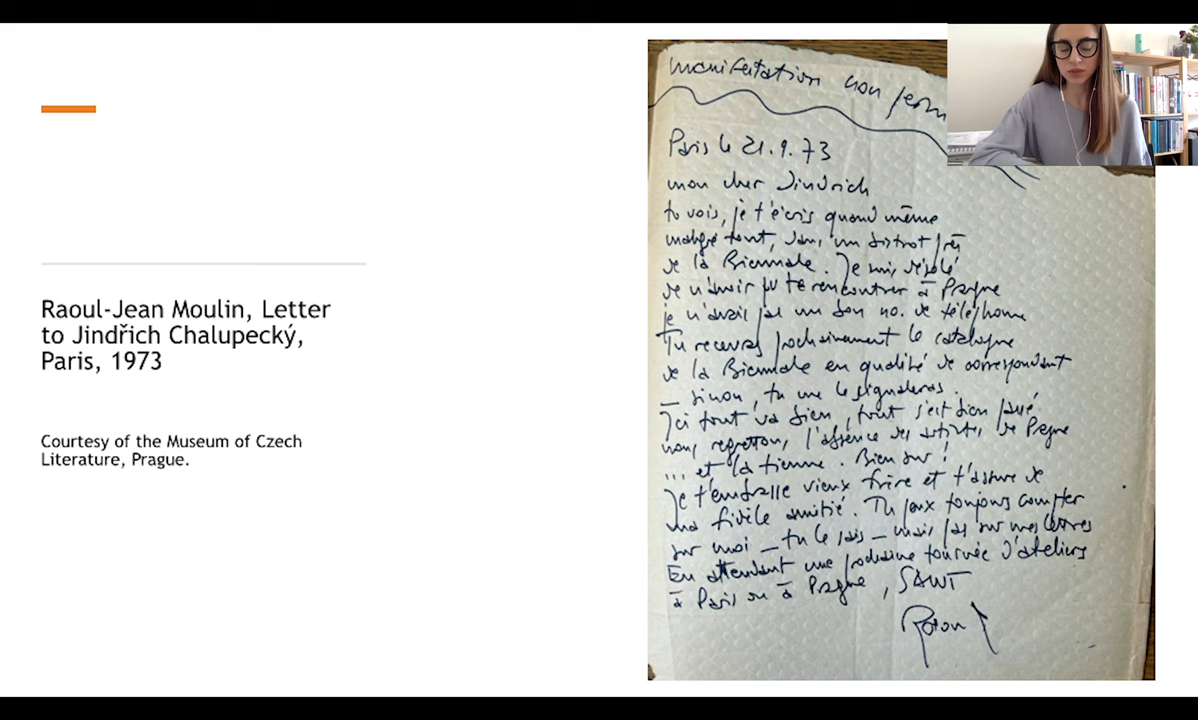 Raoul-Jean Moulin, Letter
to Jindřich Chalupecký,
Paris, 1973
Courtesy of the Museum of Czech
Literature, Prague.
manifestation non
Paris le 21.9.73
mon cher Jindrich
tu vois, je t'écris quand même
malgré tout, dans un bistrot près
de la Biennale. Je suis désolé
de n'avoir pu te rencontrer à Prague
je n'avais pas un bon no. de téléphone
Tu recevras prochainement le catalogue
de la Biennale en qualité de correspondant
– sinon, tu me le signaleras.
Ici tout va bien, tout s'est bien passé
nous regrettons l'absence des artistes de Prague
... et la tienne. Bien sur!
Je t'embrasse vieux frère et t'assure de
ma fidèle amitié. Tu peux toujours compter
sur moi – tu le sais – mais pas sur mes lettres
En attendant une prochaine tournée d'ateliers
à Paris ou à Prague, SALUT